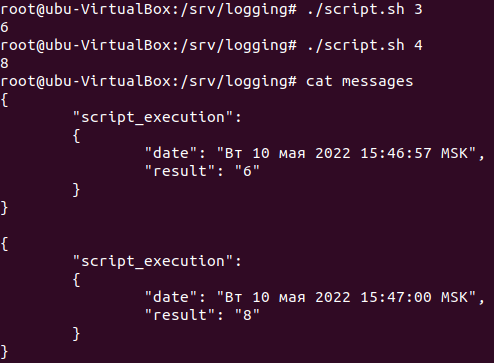 root@ubu-VirtualBox:/srv/logging# ./script.sh 3
6
root@ubu-VirtualBox:/srv/logging# ./script.sh 4
8
root@ubu-VirtualBox:/srv/logging# cat messages
{
        "script_execution":
        {
                "date": "Вт 10 мая 2022 15:46:57 MSK",
                "result": "6"
        }
}

{
        "script_execution":
        {
                "date": "Вт 10 мая 2022 15:47:00 MSK",
                "result": "8"
        }
}